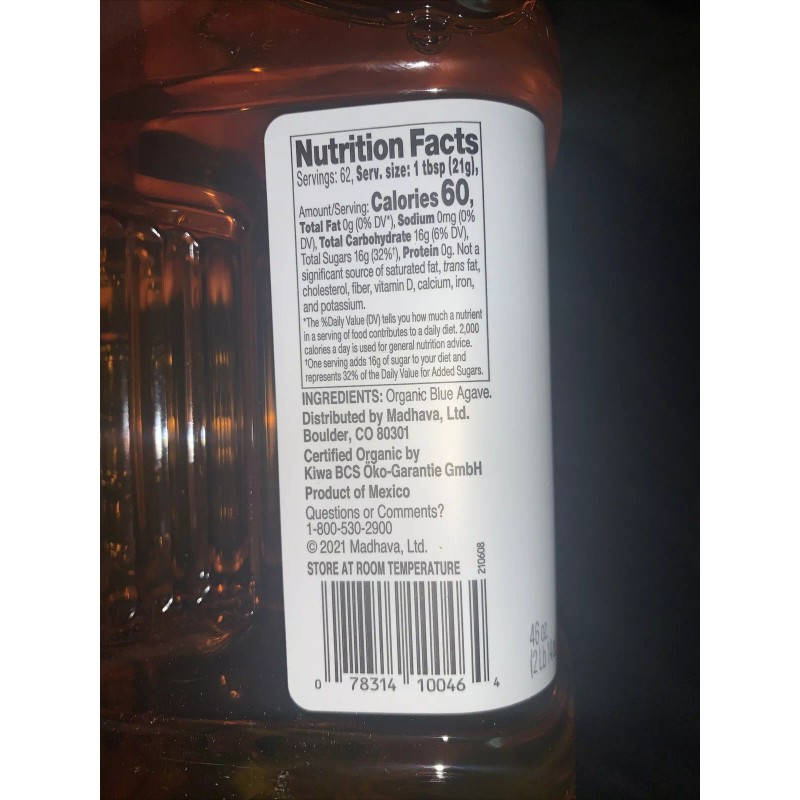 Nutrition Facts
Servings: 62, Serv. size: 1 tbsp (21g),
Amount/Serving: Calories 60,
Total Fat 0g (0% DV*), Sodium 0mg (0%
DV), Total Carbohydrate 16g (6% DV),
Total Sugars 16g (32%†), Protein 0g. Not a
significant source of saturated fat, trans fat,
cholesterol, fiber, vitamin D, calcium, iron,
and potassium.
*The %Daily Value (DV) tells you how much a nutrient
in a serving of food contributes to a daily diet. 2,000
calories a day is used for general nutrition advice.
†One serving adds 16g of sugar to your diet and
represents 32% of the Daily Value for Added Sugars.
INGREDIENTS: Organic Blue Agave.
Distributed by Madhava, Ltd.
Boulder, CO 80301
Certified Organic by
Kiwa BCS Öko-Garantie GmbH
Product of Mexico
Questions or Comments?
1-800-530-2900
© 2021 Madhava, Ltd.
STORE AT ROOM TEMPERATURE
210608
0 78314 10046 4
46 oz
(2 Lb